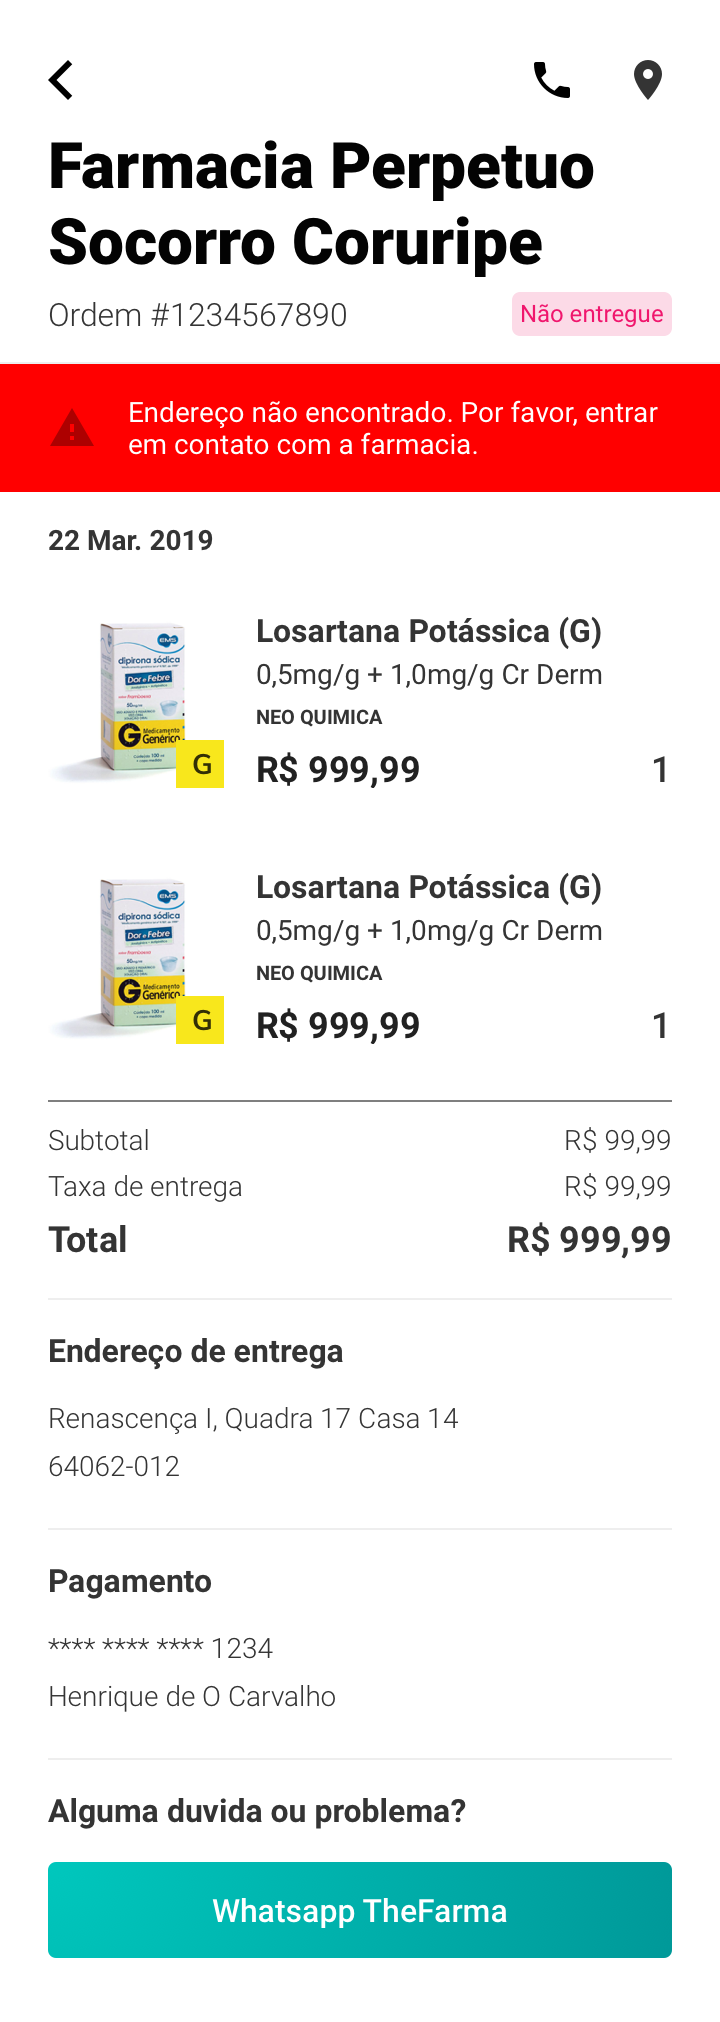 Farmacia Perpetuo
Socorro Coruripe
Ordem #1234567890
Não entregue
Endereço não encontrado. Por favor, entrar
em contato com a farmacia.
22 Mar. 2019
EMS
dipirona sódica
Dor e Febre
G Medicamento
Genérico
G
Losartana Potássica (G)
0,5mg/g + 1,0mg/g Cr Derm
NEO QUIMICA
R$ 999,99
1
EMS
dipirona sódica
Dor e Febre
G Medicamento
Genérico
G
Losartana Potássica (G)
0,5mg/g + 1,0mg/g Cr Derm
NEO QUIMICA
R$ 999,99
1
Subtotal R$ 99,99
Taxa de entrega R$ 99,99
Total R$ 999,99
Endereço de entrega
Renascença I, Quadra 17 Casa 14
64062-012
Pagamento
**** **** **** 1234
Henrique de O Carvalho
Alguma duvida ou problema?
Whatsapp TheFarma